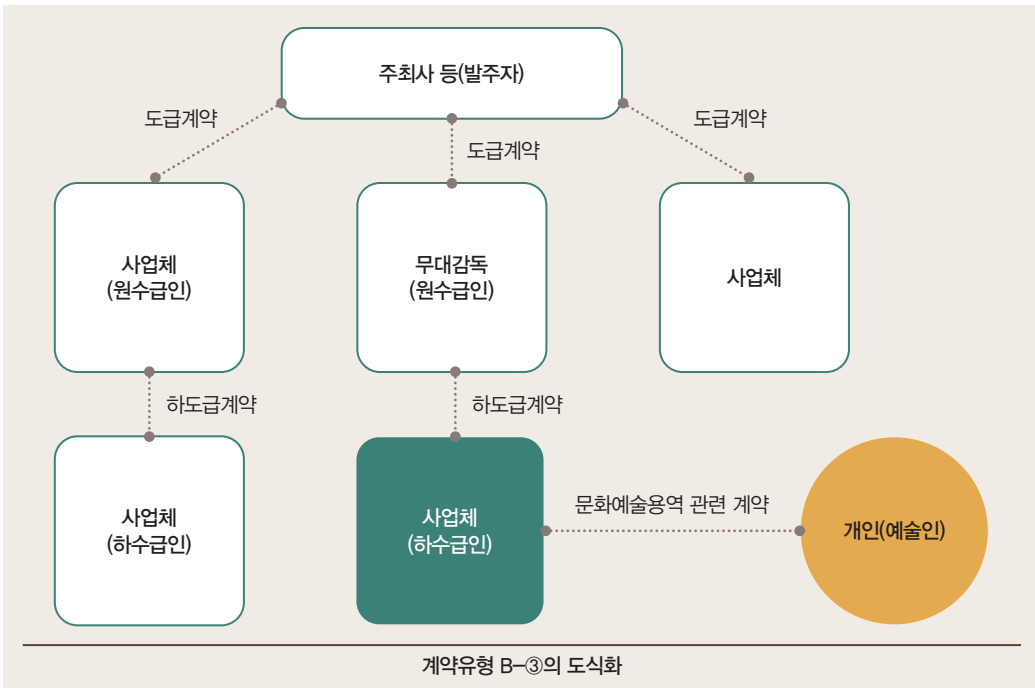 주최사 등(발주자)
도급계약
도급계약
도급계약
사업체
(원수급인)
무대감독
(원수급인)
사업체
하도급계약
하도급계약
사업체
(하수급인)
사업체
(하수급인)
문화예술용역 관련 계약
개인(예술인)
계약유형 B-③의 도식화